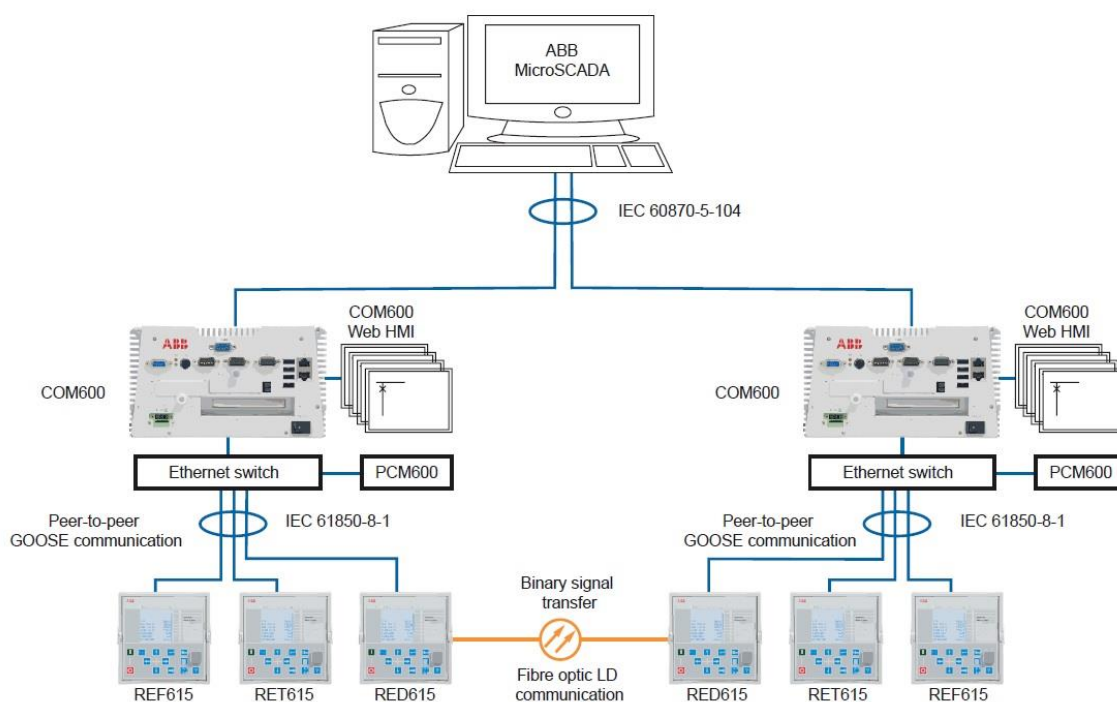 ABB
MicroSCADA
IEC 60870-5-104
COM600
Web HMI
COM600
Web HMI
ABB
ABB
COM600
COM600
Ethernet switch
PCM600
Ethernet switch
PCM600
Peer-to-peer
GOOSE communication
IEC 61850-8-1
Peer-to-peer
GOOSE communication
IEC 61850-8-1
Binary signal
transfer
Fibre optic LD
communication
REF615
RET615
RED615
RED615
RET615
REF615